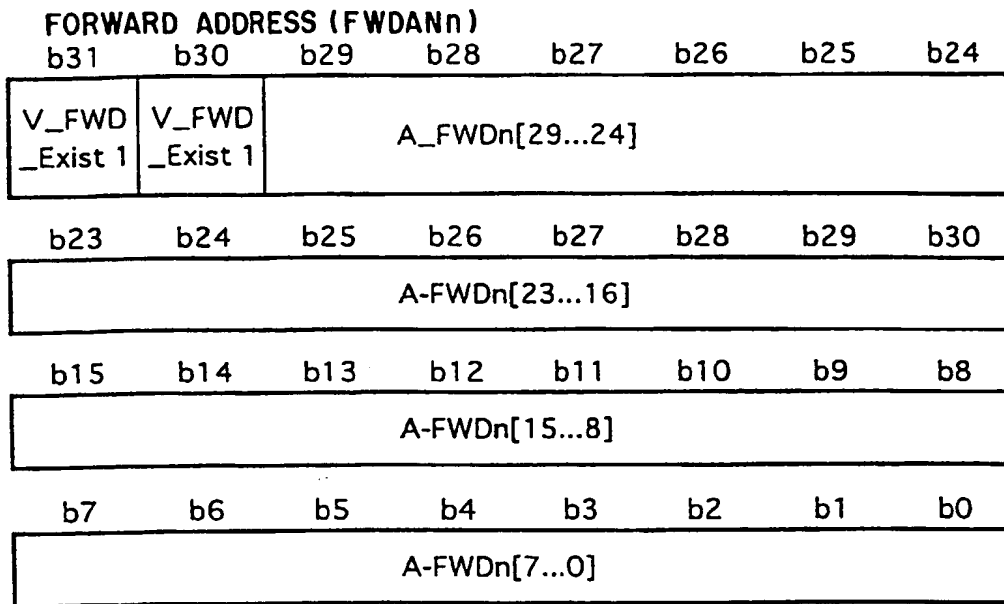 FORWARD ADDRESS (FWDANn)
b31 b30 b29 b28 b27 b26 b25 b24
V_FWD V_FWD A_FWDn[29...24]
_Exist 1 _Exist 1
b23 b24 b25 b26 b27 b28 b29 b30
A-FWDn[23...16]
b15 b14 b13 b12 b11 b10 b9 b8
A-FWDn[15...8]
b7 b6 b5 b4 b3 b2 b1 b0
A-FWDn[7...0]